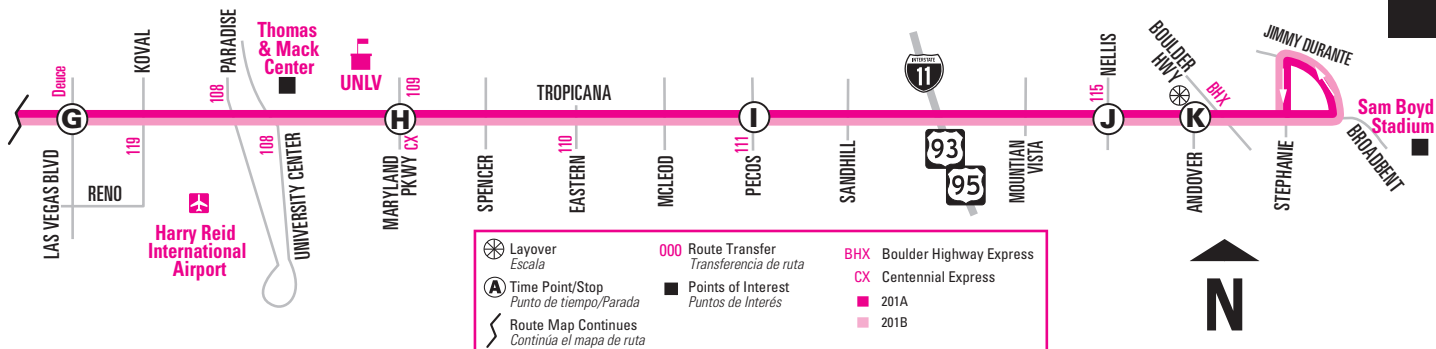 Deuce
G
LAS VEGAS BLVD
KOVAL
119
RENO
PARADISE
108
Harry Reid
International
Airport
Thomas
& Mack
Center
108
UNIVERSITY CENTER
UNLV
109
H
MARYLAND
PKWY
CX
SPENCER
TROPICANA
110
EASTERN
MCLEOD
I
111
PECOS
SANDHILL
INTERSTATE
11
93
95
MOUNTIAN
VISTA
115
NELLIS
J
BOULDER
HWY
BHX
K
ANDOVER
JIMMY DURANTE
STEPHANIE
Sam Boyd
Stadium
BROADBENT
Layover
Escala
A Time Point/Stop
Punto de tiempo/Parada
Route Map Continues
Continúa el mapa de ruta
000 Route Transfer
Transferencia de ruta
Points of Interest
Puntos de Interés
BHX Boulder Highway Express
CX Centennial Express
201A
201B
N